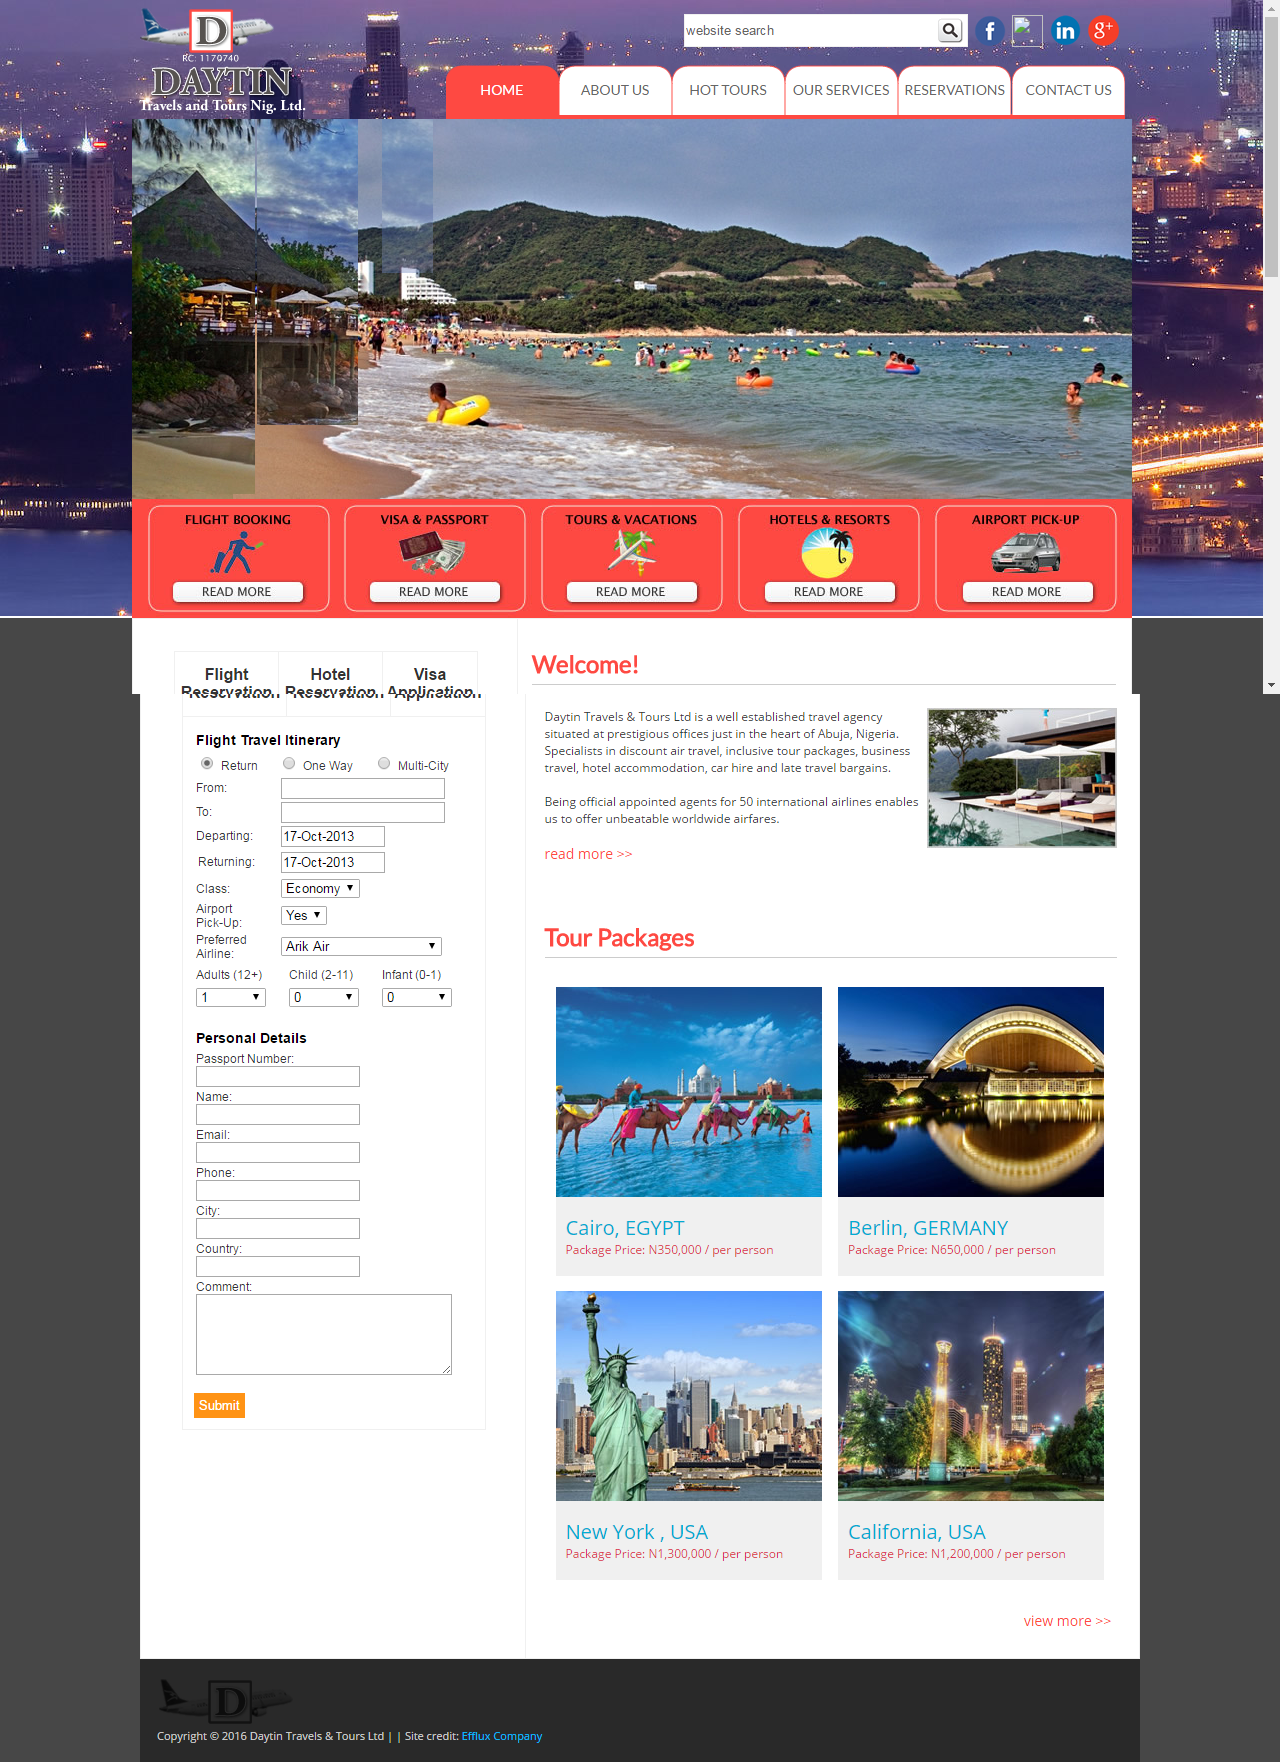 D
RC: 1170740
DAYTIN
Travels and Tours Nig. Ltd.
website search
f
in
g+
HOME
ABOUT US
HOT TOURS
OUR SERVICES
RESERVATIONS
CONTACT US
FLIGHT BOOKING
VISA & PASSPORT
TOURS & VACATIONS
HOTELS & RESORTS
AIRPORT PICK-UP
READ MORE
READ MORE
READ MORE
READ MORE
READ MORE
Flight
Reservation
Hotel
Reservation
Visa
Application
Welcome!
Flight Travel Itinerary
Return
One Way
Multi-City
From:
To:
Departing:
17-Oct-2013
Returning:
17-Oct-2013
Class:
Economy
Airport
Pick-Up:
Yes
Preferred
Airline:
Arik Air
Adults (12+)
Child (2-11)
Infant (0-1)
1
0
0
Personal Details
Passport Number:
Name:
Email:
Phone:
City:
Country:
Comment:
Submit
Daytin Travels & Tours Ltd is a well established travel agency
situated at prestigious offices just in the heart of Abuja, Nigeria.
Specialists in discount air travel, inclusive tour packages, business
travel, hotel accommodation, car hire and late travel bargains.
Being official appointed agents for 50 international airlines enables
us to offer unbeatable worldwide airfares.
read more >>
Tour Packages
Cairo, EGYPT
Package Price: N350,000 / per person
Berlin, GERMANY
Package Price: N650,000 / per person
New York , USA
Package Price: N1,300,000 / per person
California, USA
Package Price: N1,200,000 / per person
view more >>
D
Copyright © 2016 Daytin Travels & Tours Ltd | | Site credit: Efflux Company